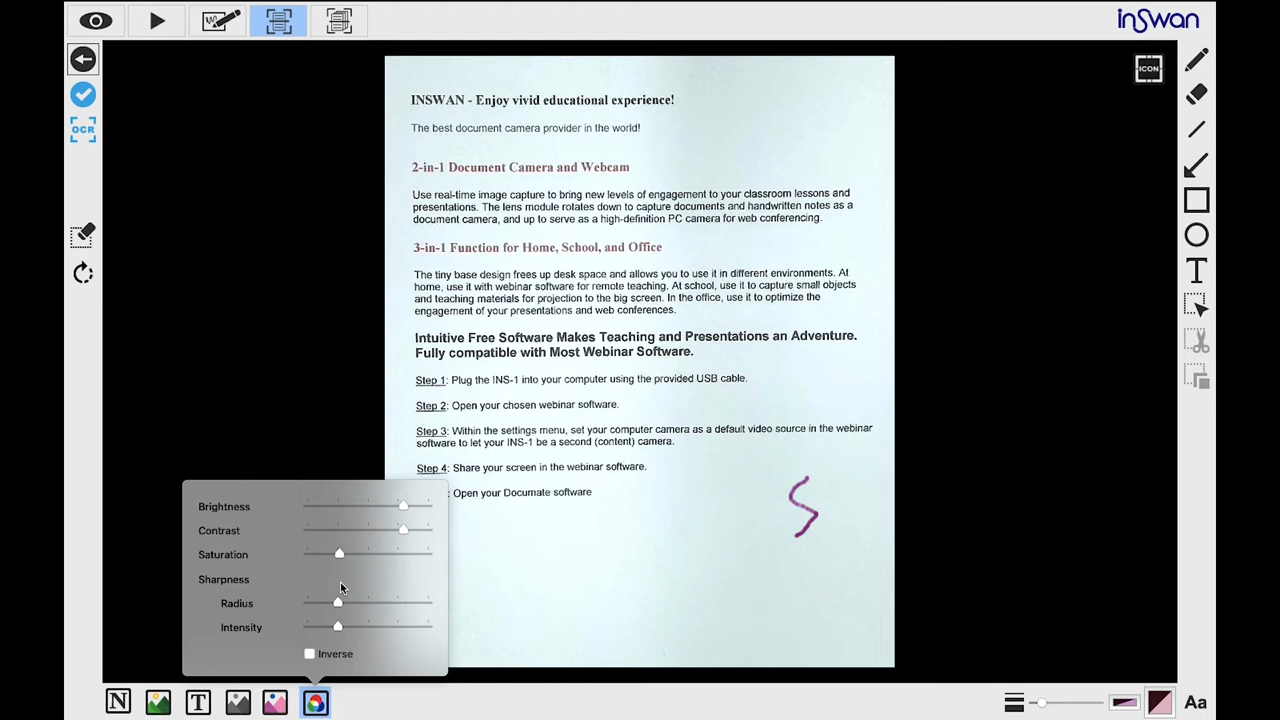 inSwan
ICON
OCR
INSWAN - Enjoy vivid educational experience!
The best document camera provider in the world!
2-in-1 Document Camera and Webcam
Use real-time image capture to bring new levels of engagement to your classroom lessons and
presentations. The lens module rotates down to capture documents and handwritten notes as a
document camera, and up to serve as a high-definition PC camera for web conferencing.
3-in-1 Function for Home, School, and Office
The tiny base design frees up desk space and allows you to use it in different environments. At
home, use it with webinar software for remote teaching. At school, use it to capture small objects
and teaching materials for projection to the big screen. In the office, use it to optimize the
engagement of your presentations and web conferences.
Intuitive Free Software Makes Teaching and Presentations an Adventure.
Fully compatible with Most Webinar Software.
Step 1: Plug the INS-1 into your computer using the provided USB cable.
Step 2: Open your chosen webinar software.
Step 3: Within the settings menu, set your computer camera as a default video source in the webinar
software to let your INS-1 be a second (content) camera.
Step 4: Share your screen in the webinar software.
: Open your Documate software
S
Brightness
Contrast
Saturation
Sharpness
Radius
Intensity
Inverse
N
T
T
Aa